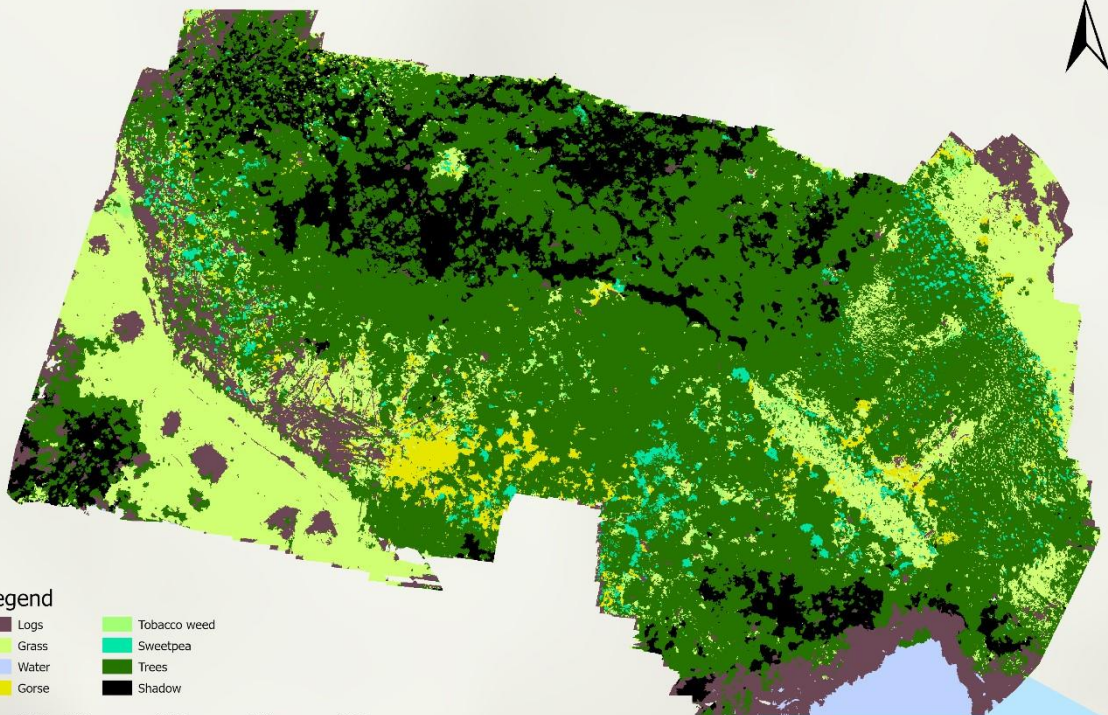 egend
Logs
Grass
Water
Gorse
Tobacco weed
Sweetpea
Trees
Shadow